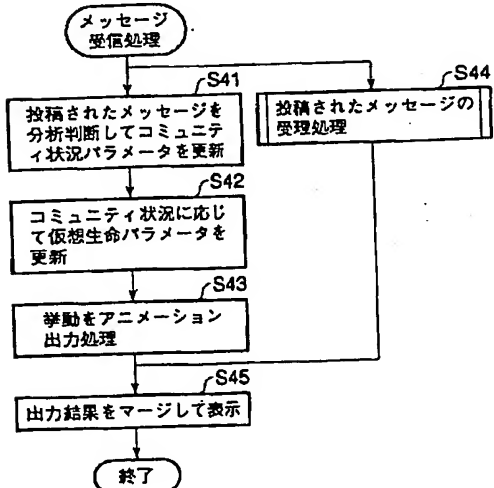 メッセージ
受信処理
S41
投稿されたメッセージを
分析判断してコミュニテ
ィ状況パラメータを更新
S44
投稿されたメッセージの
受理処理
S42
コミュニティ状況に応じ
て仮想生命パラメータを
更新
S43
挙動をアニメーション
出力処理
S45
出力結果をマージして表示
終了